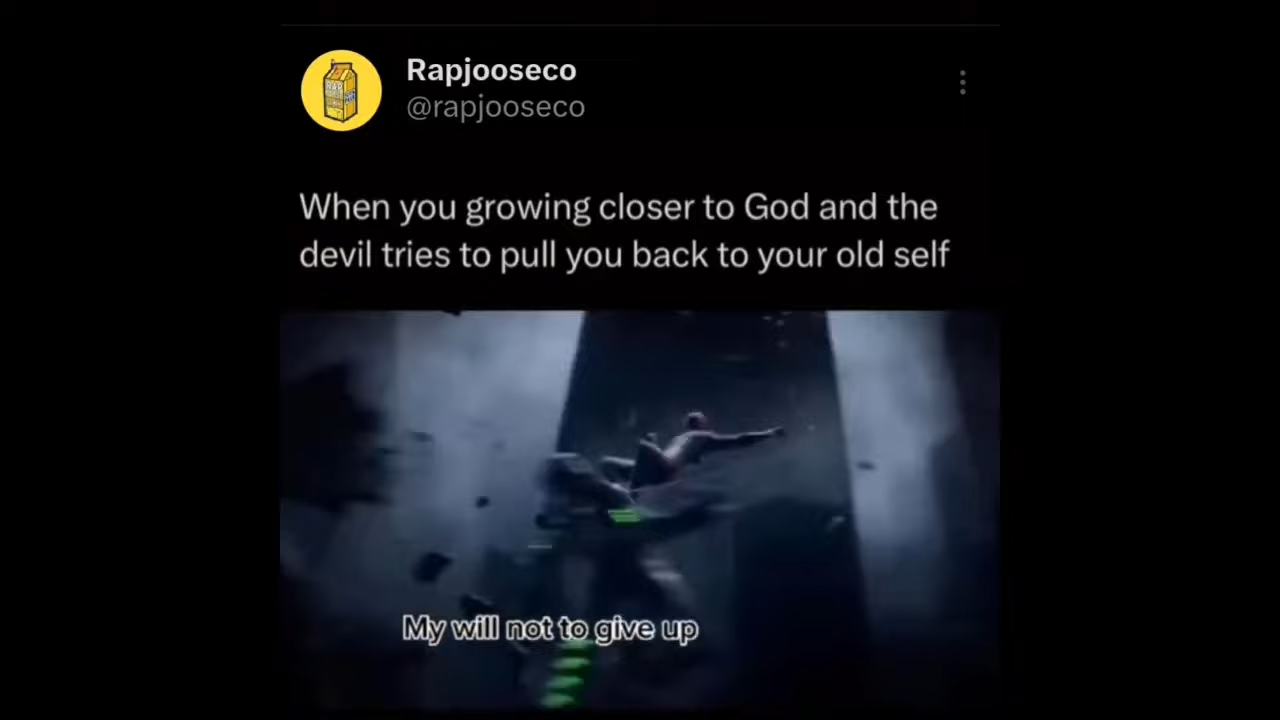 Rapjooseco
@rapjooseco
When you growing closer to God and the
devil tries to pull you back to your old self
My will not to give up